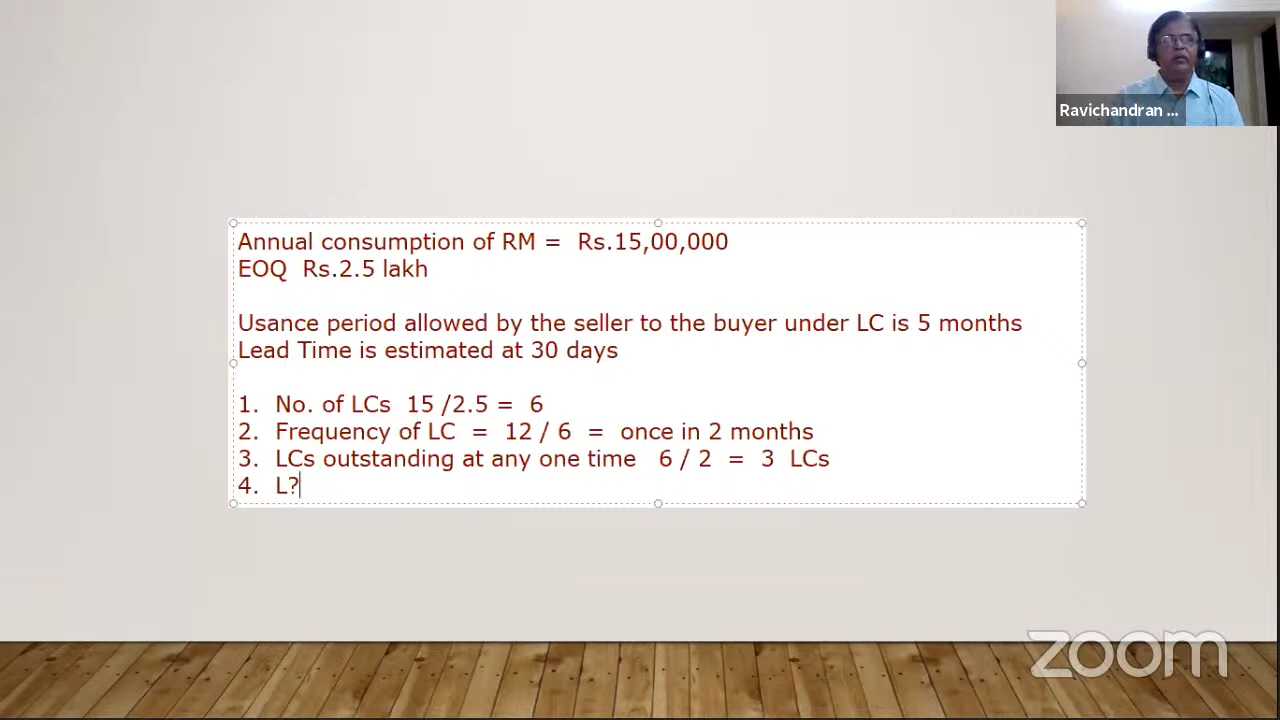 Ravichandran ...
Annual consumption of RM = Rs.15,00,000
EOQ Rs.2.5 lakh
Usance period allowed by the seller to the buyer under LC is 5 months
Lead Time is estimated at 30 days
1. No. of LCs 15 /2.5 = 6
2. Frequency of LC = 12 / 6 = once in 2 months
3. LCs outstanding at any one time 6 / 2 = 3 LCs
4. L?
zoom